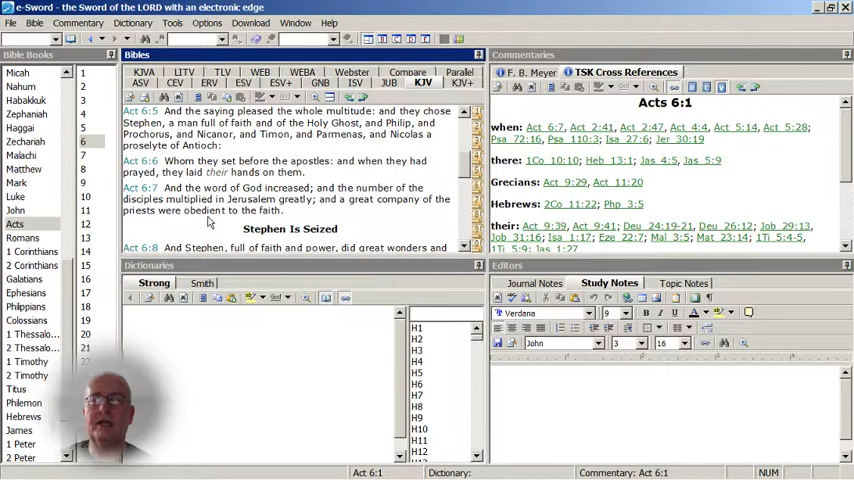 e-Sword - the Sword of the LORD with an electronic edge
File Bible Commentary Dictionary Tools Options Download Window Help
B C D E
Bible Books
Micah
Nahum
Habakkuk
Zephaniah
Haggai
Zechariah
Malachi
Matthew
Mark
Luke
John
Acts
Romans
1 Corinthians
2 Corinthians
Galatians
Ephesians
Philippians
Colossians
1 Thessalo...
2 Thessalo...
1 Timothy
2 Timothy
Titus
Philemon
Hebrews
James
1 Peter
2 Peter
1
2
3
4
5
6
7
8
9
10
11
12
13
14
15
16
17
18
19
20
21
Bibles
KJVA LITV TLV WEB WEBA Webster Compare Parallel
ASV CEV ERV ESV ESV+ GNB ISV JUB KJV KJV+
Act 6:5 And the saying pleased the whole multitude: and they chose
Stephen, a man full of faith and of the Holy Ghost, and Philip, and
Prochorus, and Nicanor, and Timon, and Parmenas, and Nicolas a
proselyte of Antioch:
Act 6:6 Whom they set before the apostles: and when they had
prayed, they laid their hands on them.
Act 6:7 And the word of God increased; and the number of the
disciples multiplied in Jerusalem greatly; and a great company of the
priests were obedient to the faith.
Stephen Is Seized
Act 6:8 And Stephen, full of faith and power, did great wonders and
Commentaries
F. B. Meyer TSK Cross References
Acts 6:1
when: Act 6:7, Act 2:41, Act 2:47, Act 4:4, Act 5:14, Act 5:28;
Psa 72:16, Psa 110:3; Isa 27:6; Jer 30:19
there: 1Co 10:10; Heb 13:1; Jas 4:5, Jas 5:9
Grecians: Act 9:29, Act 11:20
Hebrews: 2Co 11:22; Php 3:5
their: Act 9:39, Act 9:41; Deu 24:19-21, Deu 26:12; Job 29:13,
Job 31:16; Isa 1:17; Eze 22:7; Mal 3:5; Mat 23:14; 1Ti 5:4-5,
1Ti 5:9; Jas 1:27
Dictionaries
Strong Smith
God
H1
H2
H3
H4
H5
H6
H7
H8
H9
H10
H11
H12
Editors
Journal Notes Study Notes Topic Notes
Verdana 9 B I U A
John 3 16
1 2 3 4
Act 6:1 Dictionary: Commentary: Act 6:1 NUM